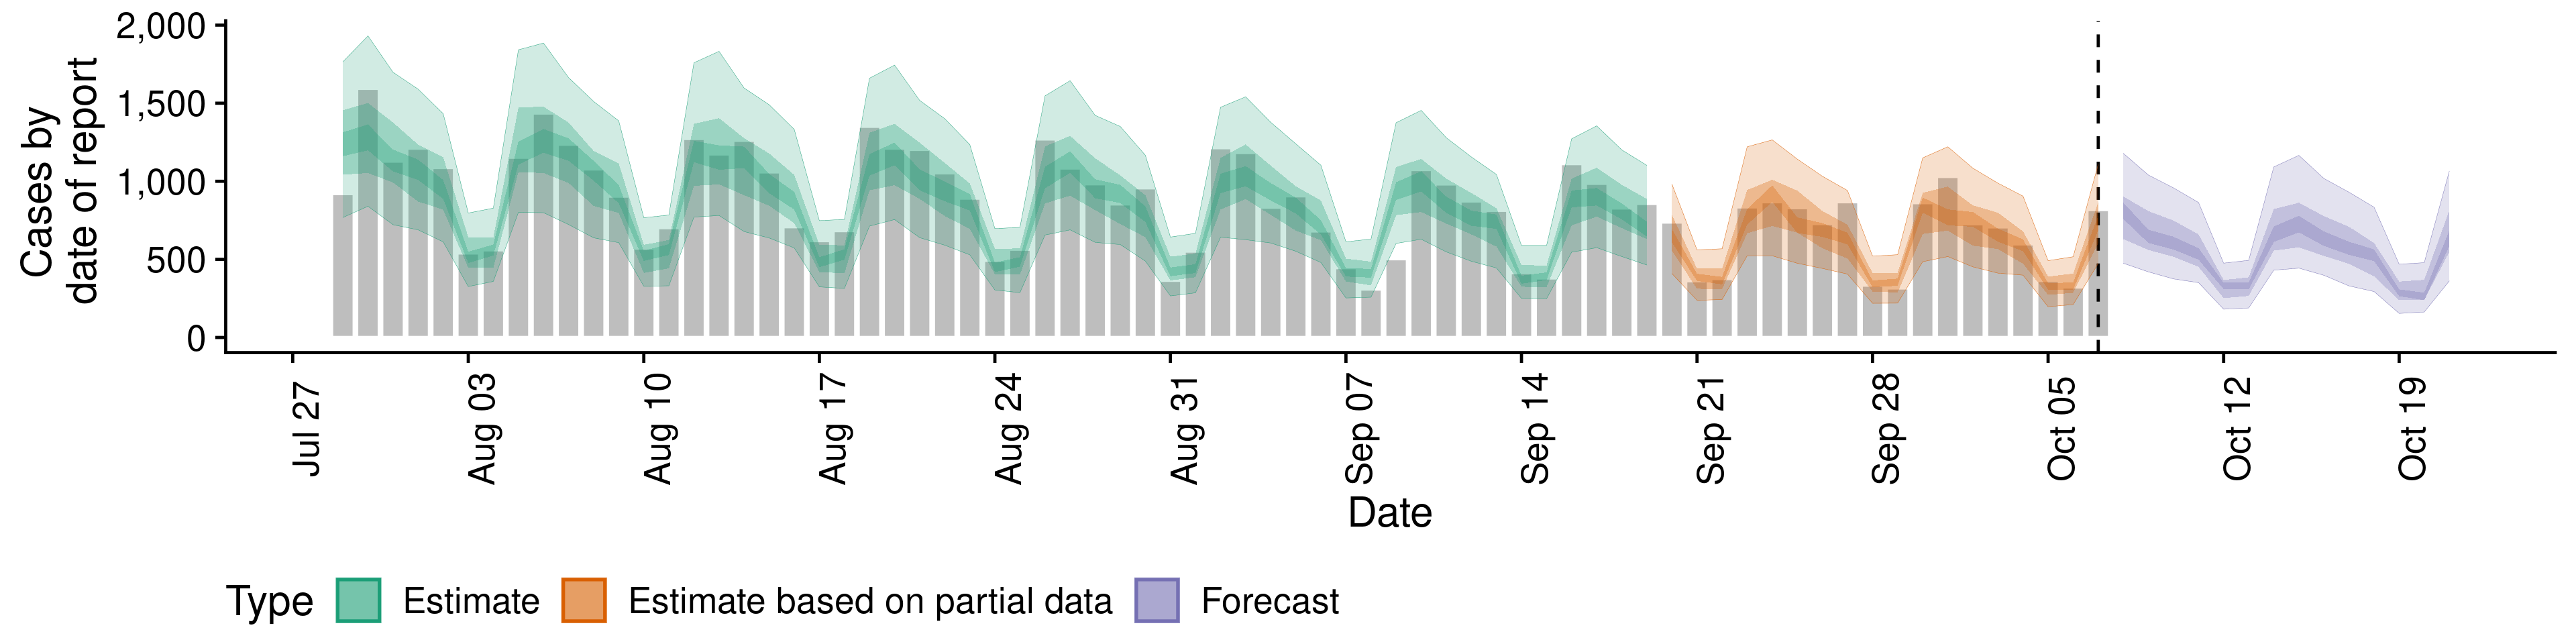 Cases by
date of report
2,000
1,500
1,000
500
0
Jul 27
Aug 03
Aug 10
Aug 17
Aug 24
Aug 31
Sep 07
Sep 14
Sep 21
Sep 28
Oct 05
Oct 12
Oct 19
Date
Type Estimate Estimate based on partial data Forecast